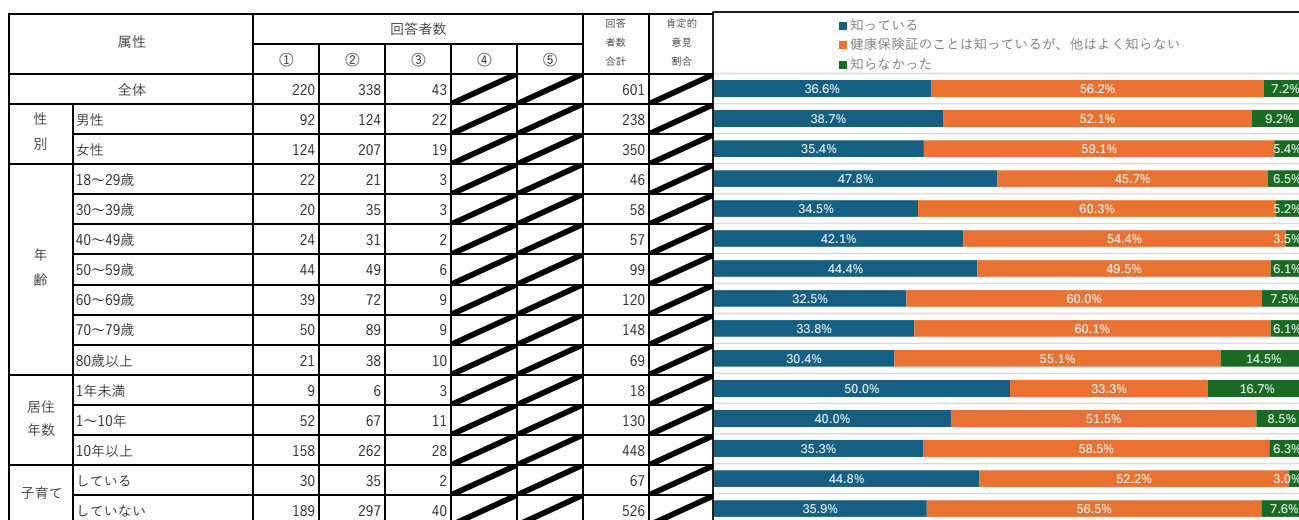 属性 回答者数 回答者数合計 肯定的意見割合
① ② ③ ④ ⑤
■知っている
■健康保険証のことは知っているが、他はよく知らない
■知らなかった
全体 220 338 43 601 36.6% 56.2% 7.2%
性別
男性 92 124 22 238 38.7% 52.1% 9.2%
女性 124 207 19 350 35.4% 59.1% 5.4%
年齢
18～29歳 22 21 3 46 47.8% 45.7% 6.5%
30～39歳 20 35 3 58 34.5% 60.3% 5.2%
40～49歳 24 31 2 57 42.1% 54.4% 3.5%
50～59歳 44 49 6 99 44.4% 49.5% 6.1%
60～69歳 39 72 9 120 32.5% 60.0% 7.5%
70～79歳 50 89 9 148 33.8% 60.1% 6.1%
80歳以上 21 38 10 69 30.4% 55.1% 14.5%
居住年数
1年未満 9 6 3 18 50.0% 33.3% 16.7%
1～10年 52 67 11 130 40.0% 51.5% 8.5%
10年以上 158 262 28 448 35.3% 58.5% 6.3%
子育て
している 30 35 2 67 44.8% 52.2% 3.0%
していない 189 297 40 526 35.9% 56.5% 7.6%